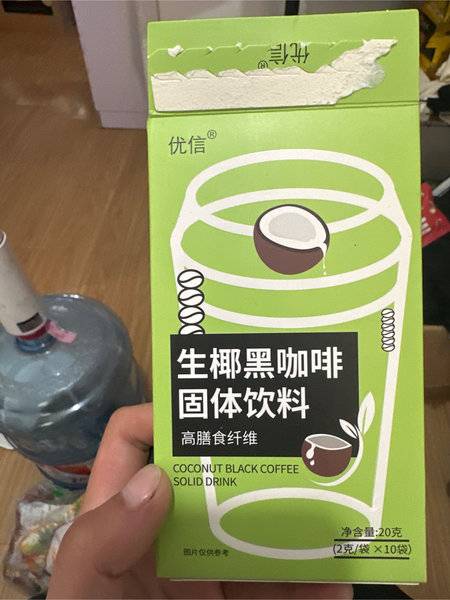 优信®
优信®
生椰黑咖啡
固体饮料
高膳食纤维
COCONUT BLACK COFFEE
SOLID DRINK
净含量:20克
(2克/袋 ×10袋)
图片仅供参考